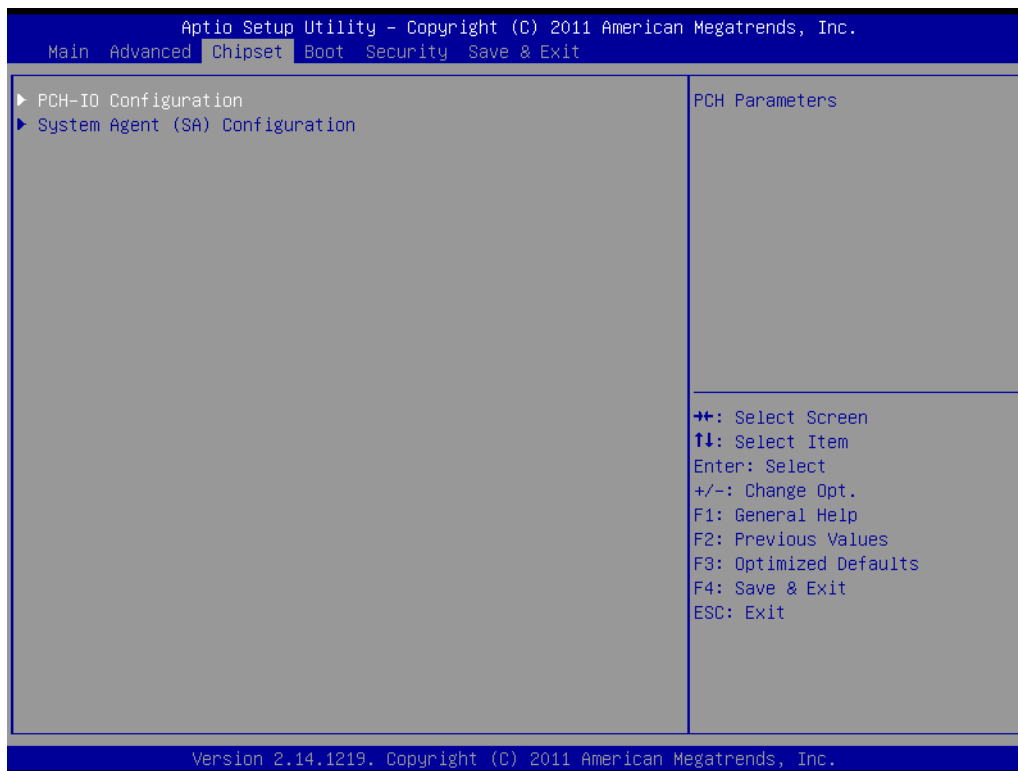 Aptio Setup Utility – Copyright (C) 2011 American Megatrends, Inc.
Main Advanced Chipset Boot Security Save & Exit
▶ PCH-IO Configuration
▶ System Agent (SA) Configuration
PCH Parameters
→←: Select Screen
↑↓: Select Item
Enter: Select
+/-: Change Opt.
F1: General Help
F2: Previous Values
F3: Optimized Defaults
F4: Save & Exit
ESC: Exit
Version 2.14.1219. Copyright (C) 2011 American Megatrends, Inc.